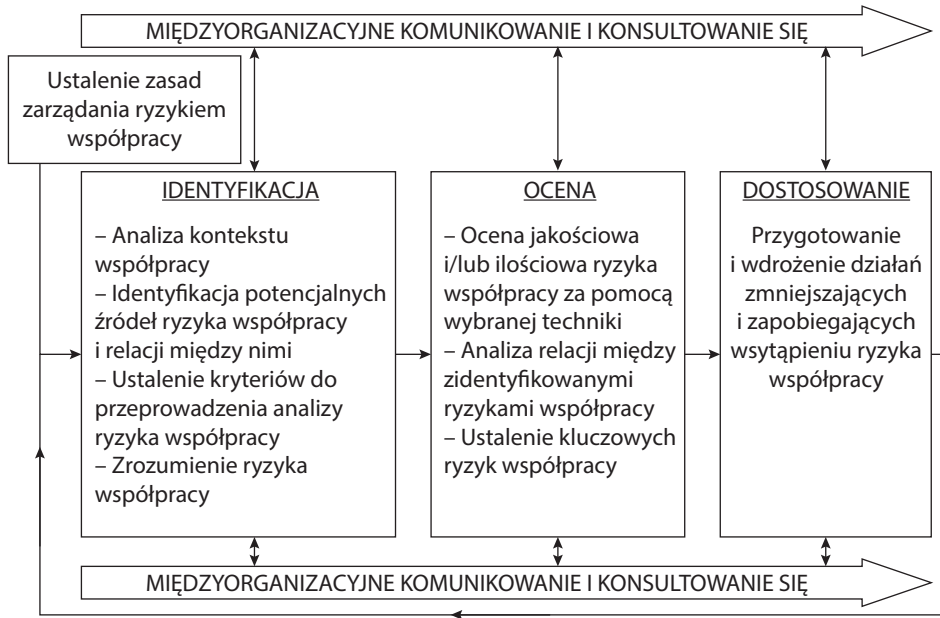 MIĘDZYORGANIZACYJNE KOMUNIKOWANIE I KONSULTOWANIE SIĘ
Ustalenie zasad
zarządania ryzykiem
współpracy
IDENTYFIKACJA
– Analiza kontekstu
współpracy
– Identyfikacja potencjalnych
źródeł ryzyka współpracy
i relacji między nimi
– Ustalenie kryteriów do
przeprowadzenia analizy
ryzyka współpracy
– Zrozumienie ryzyka
współpracy
OCENA
– Ocena jakościowa
i/lub ilościowa ryzyka
współpracy za pomocą
wybranej techniki
– Analiza relacji między
zidentyfikowanymi
ryzykami współpracy
– Ustalenie kluczowych
ryzyk współpracy
DOSTOSOWANIE
Przygotowanie
i wdrożenie działań
zmniejszających
i zapobiegających
wsytąpieniu ryzyka
współpracy
MIĘDZYORGANIZACYJNE KOMUNIKOWANIE I KONSULTOWANIE SIĘ